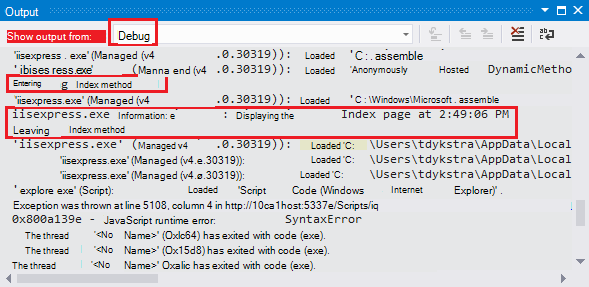 Output
Show output from: Debug
'iisexpress . exe' (Managed (v4 .0.30319)): Loaded 'C : . assemble
. ibises ress.exe' (Manna end (v4 .0.30319)): Loaded 'Anonymously Hosted DynamicMetho
Entering g Index method
'iisexpress.exe' (Managed (v4 .0.30319)): Loaded 'C :\Windows\Microsoft . assemble
iisexpress.exe Information: e : Displaying the Index page at 2:49:06 PM
Leaving Index method
'iisexpress.exe' (Managed (v4 .0.30319)): Loaded 'C: \Users\tdykstra\AppData\Local
'iisexpress.exe' (Managed (v4.e.30319)): Loaded 'C: \Users\tdykstra\AppData\Local
'iisexpress.exe' (Managed (v4.ø.30319)): Loaded 'C: \Users\tdykstra\AppData\Local
' explore exe' (Script): Loaded 'Script Code (Windows Internet Explorer)' .
Exception was thrown at line 5108, column 4 in http://10ca1host:5337e/Scripts/jq
0x800a139e - JavaScript runtime error: SyntaxError
The thread '<No Name>' (Oxlc64) has exited with code (exe).
The thread '<No Name>' (Ox15d8) has exited with code (exe).
The thread '<No Name>' Oxalic has exited with code (exe).